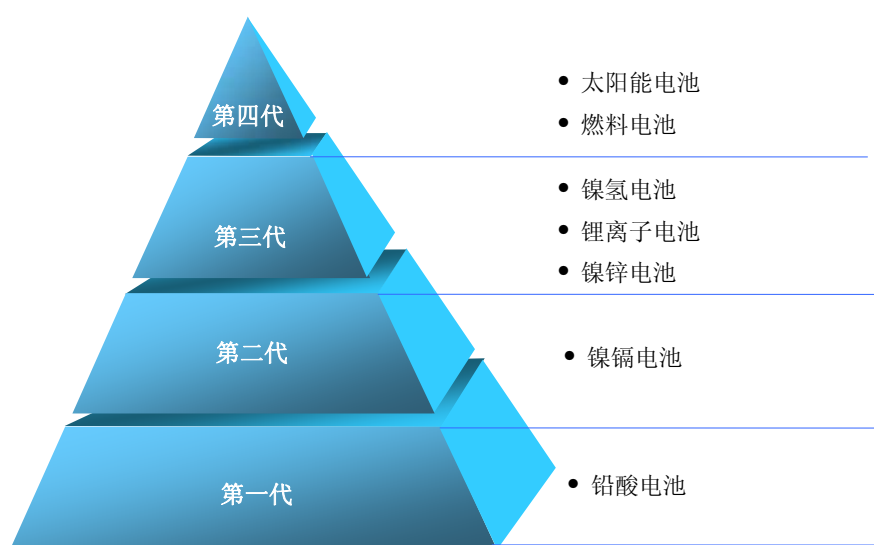 第四代
• 太阳能电池
• 燃料电池
第三代
• 镍氢电池
• 锂离子电池
• 镍锌电池
第二代
• 镍镉电池
第一代
• 铅酸电池